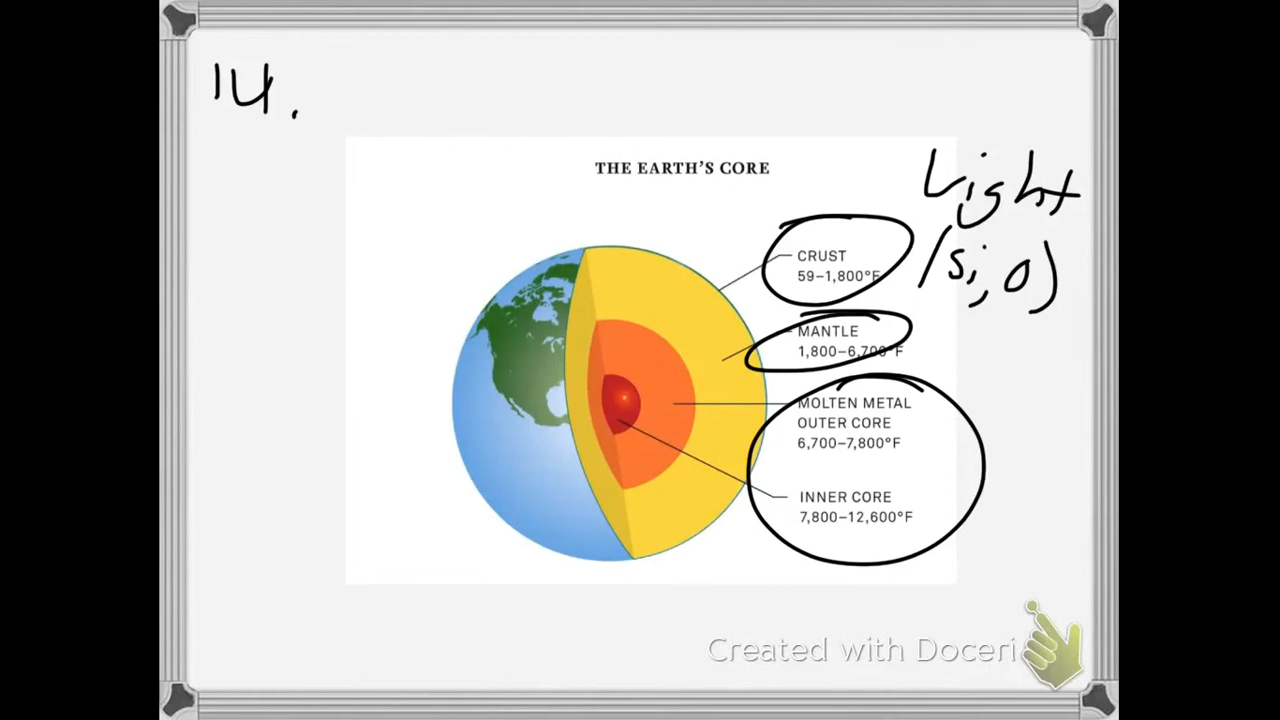 14.
THE EARTH'S CORE
Light
(Si, O)
CRUST
59–1,800°F
MANTLE
1,800–6,700°F
MOLTEN METAL
OUTER CORE
6,700–7,800°F
INNER CORE
7,800–12,600°F
Created with Doceri